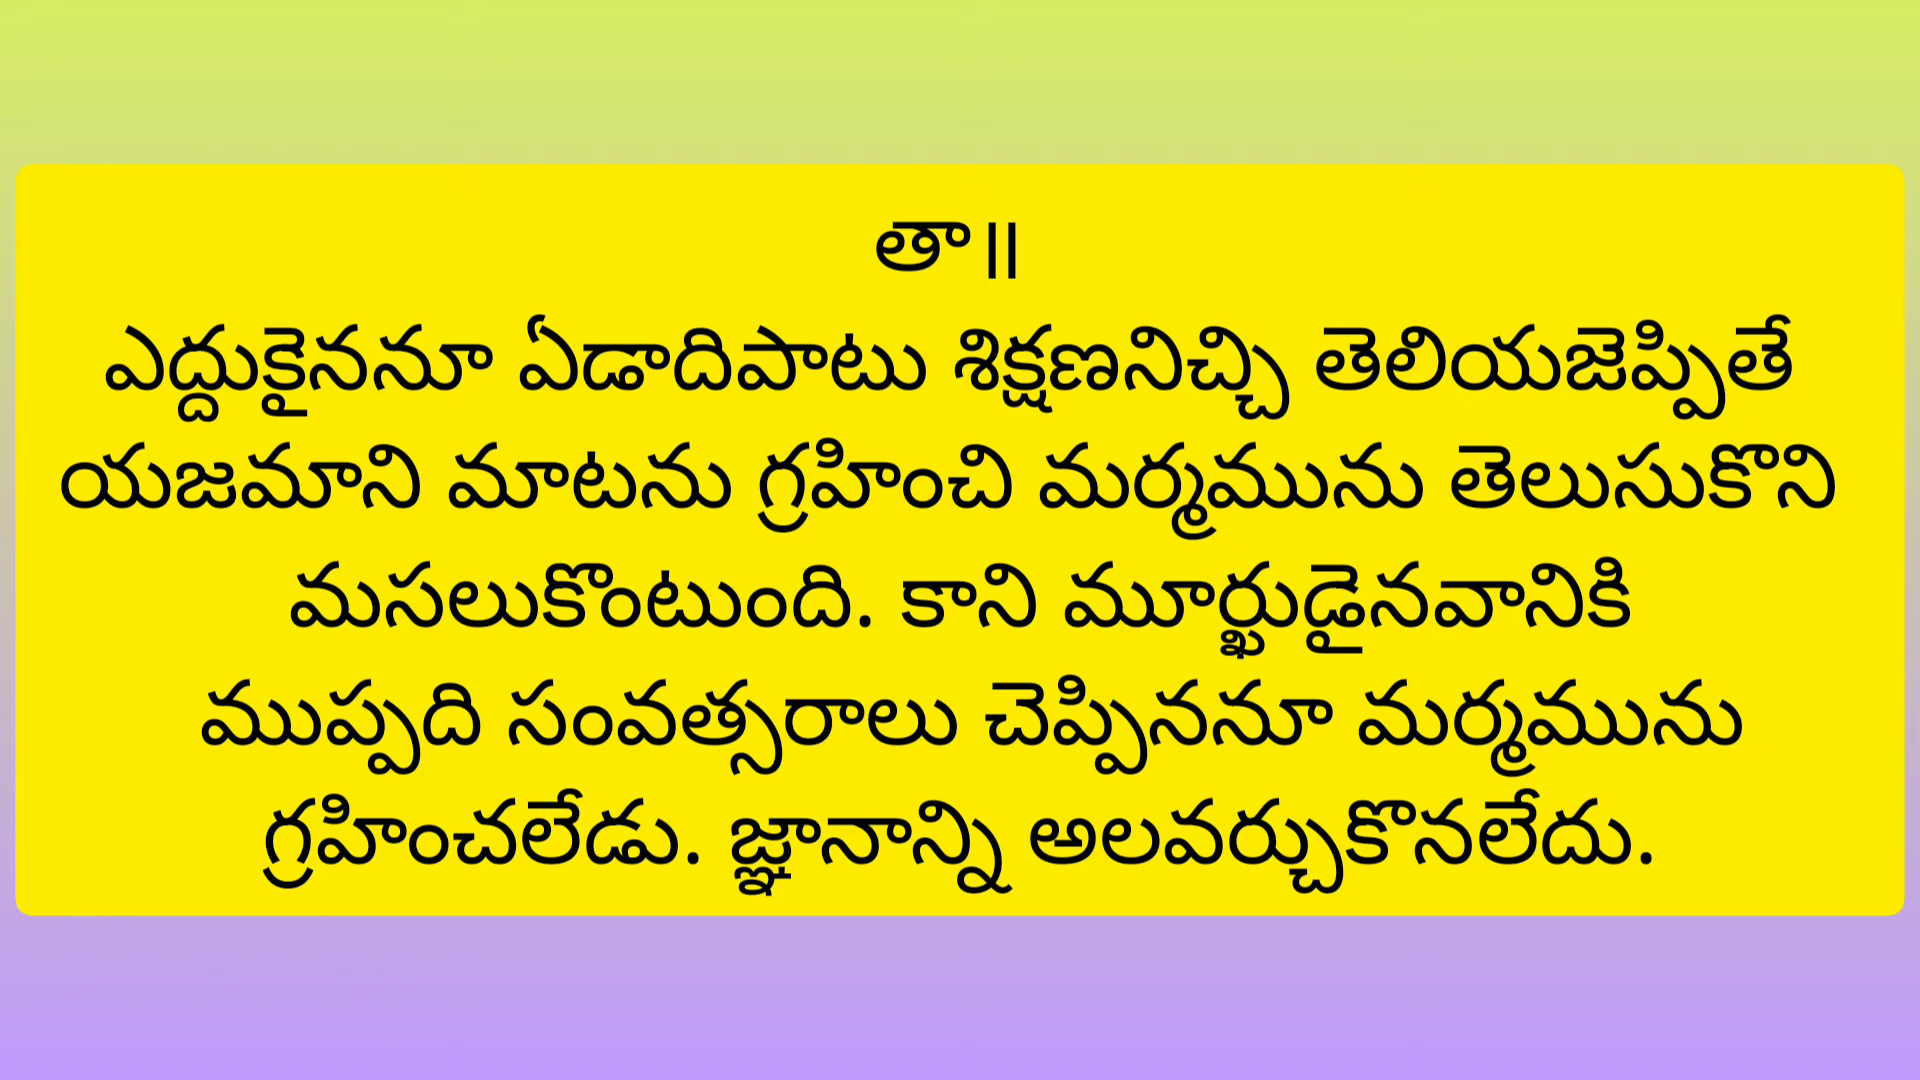 తా॥
ఎద్దుకైననూ ఏడాదిపాటు శిక్షణనిచ్చి తెలియజెప్పితే
యజమాని మాటను గ్రహించి మర్మమును తెలుసుకొని
మసలుకొంటుంది. కాని మూర్ఖుడైనవానికి
ముప్పది సంవత్సరాలు చెప్పిననూ మర్మమును
గ్రహించలేడు. జ్ఞానాన్ని అలవర్చుకొనలేదు.